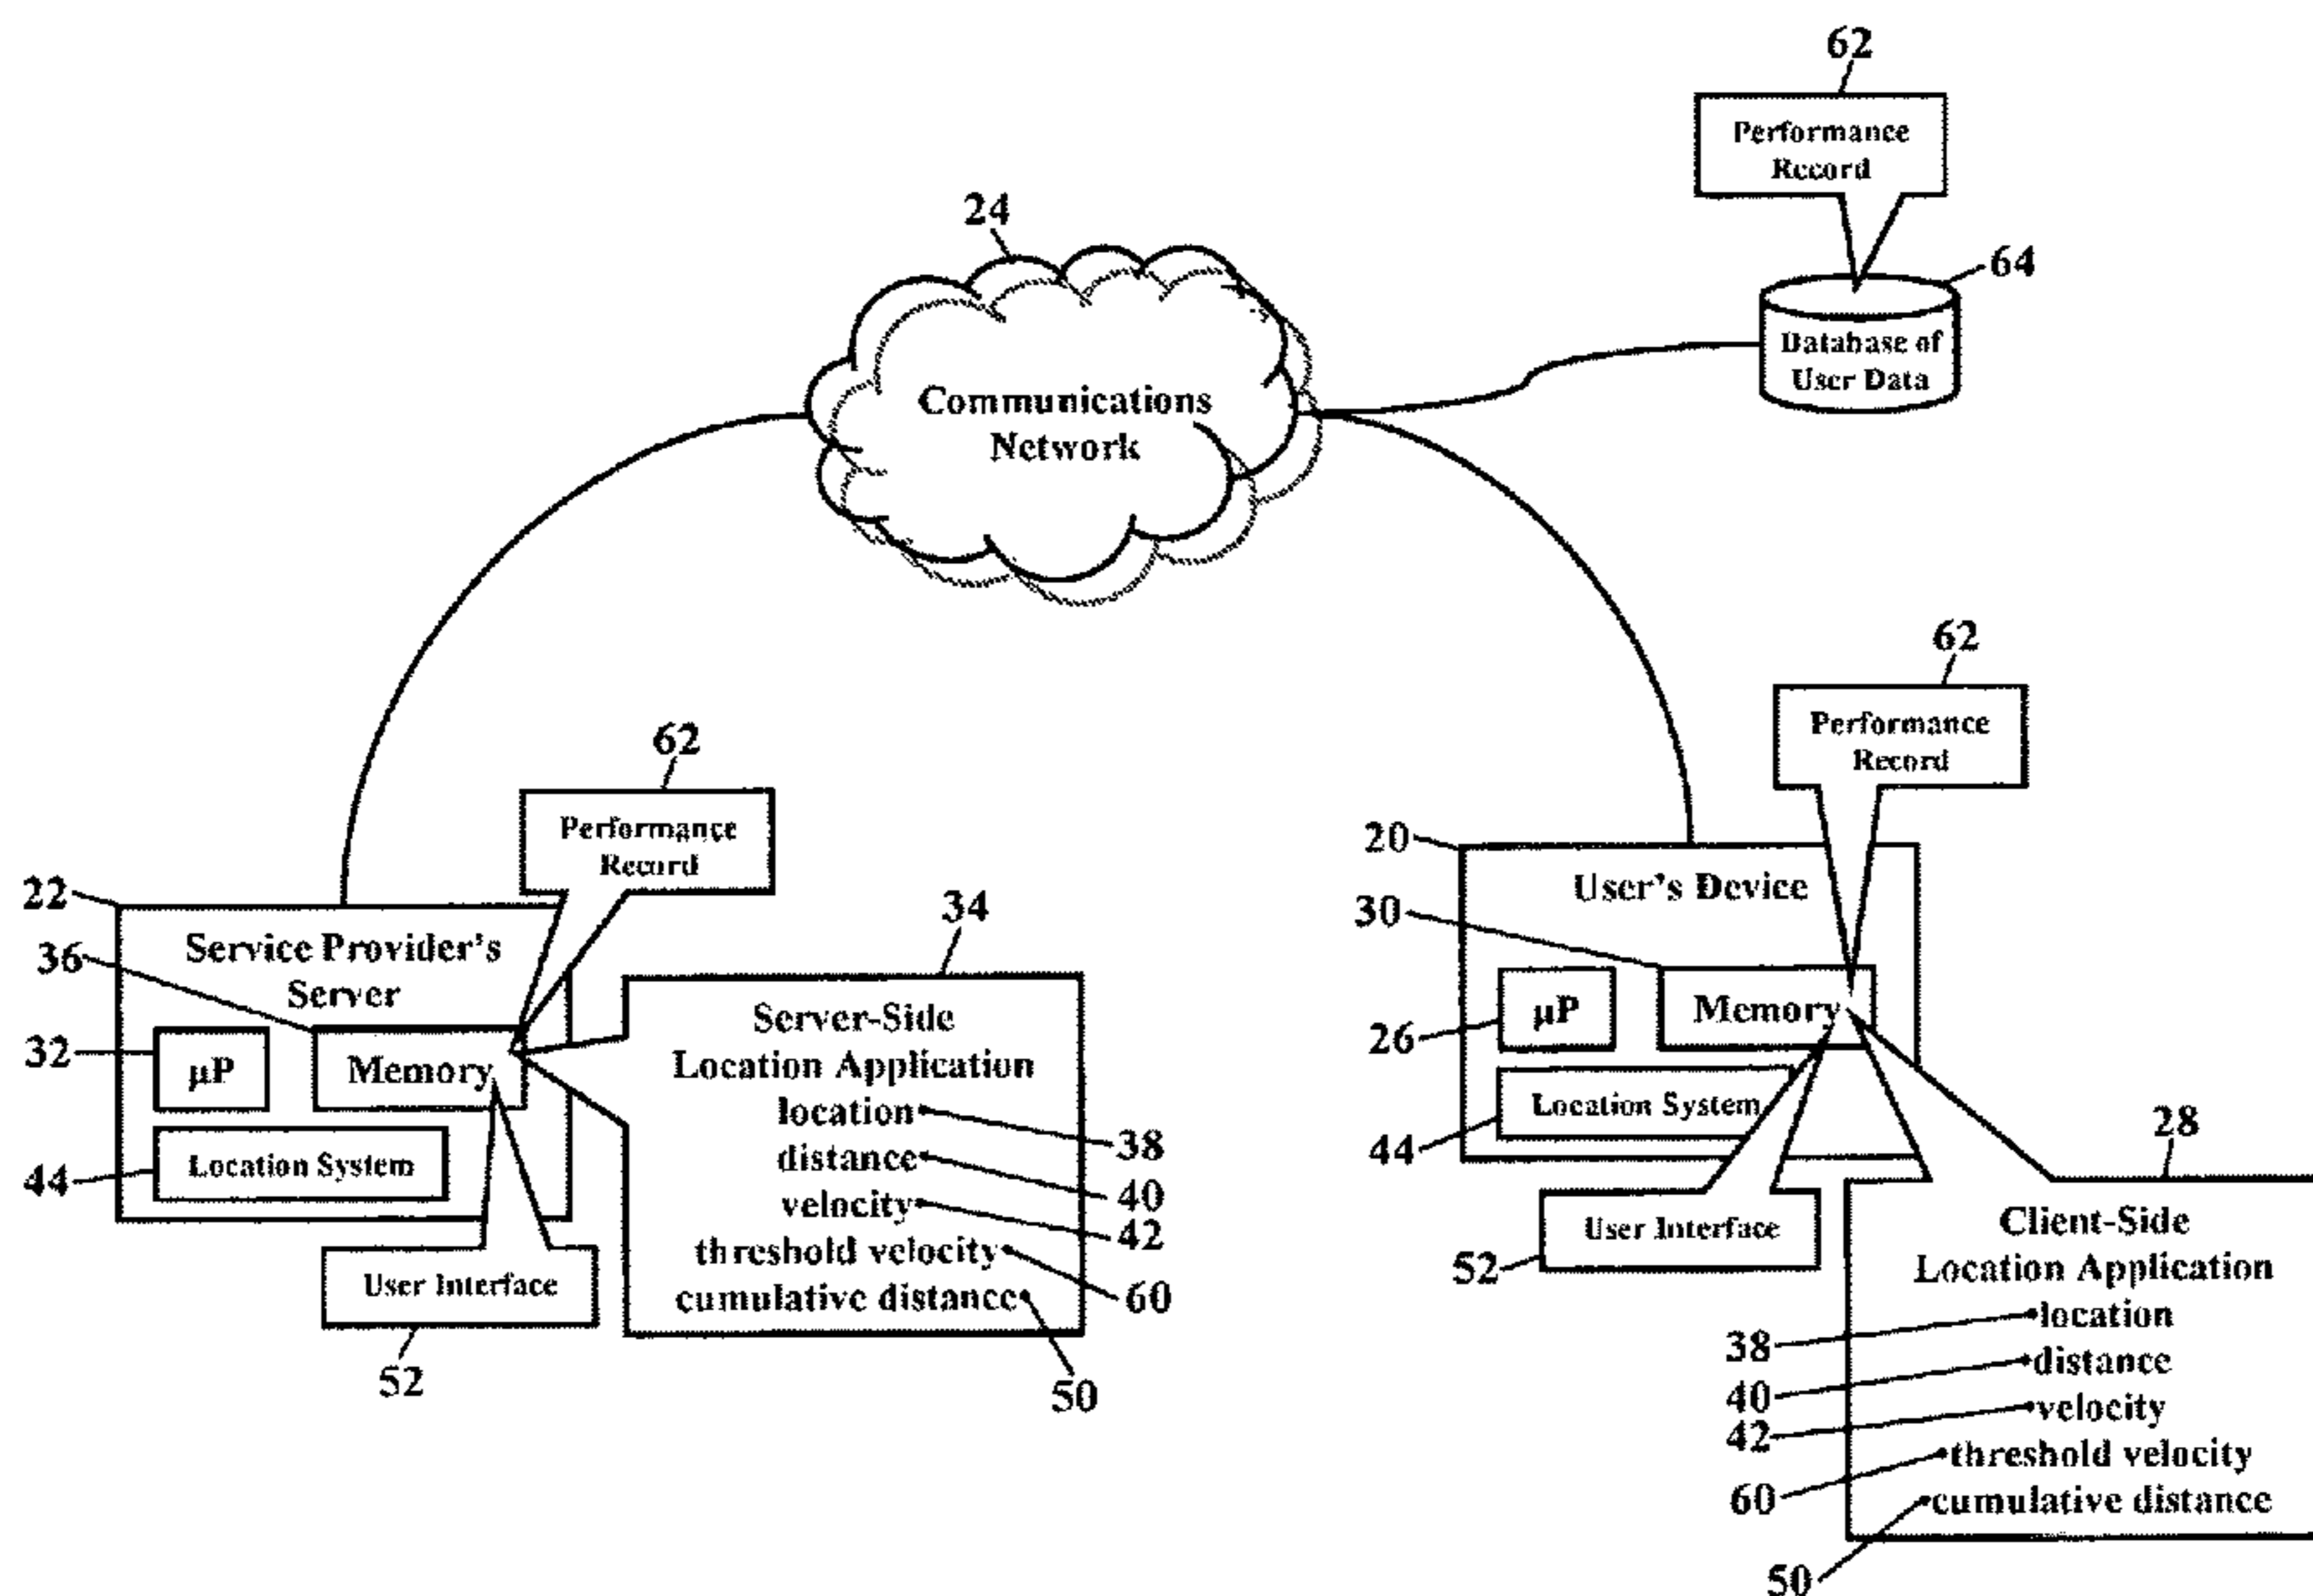 62
Performance
Record
24
64
Database of
User Data
Communications
Network
62
Performance
Record
62
Performance
Record
20
User's Device
30
μP
Memory
26
Location System
44
User Interface
52
28
Client-Side
Location Application
location
38
distance
40
velocity
42
threshold velocity
60
cumulative distance
50
22
Service Provider's
Server
36
32
μP
Memory
44
Location System
User Interface
52
34
Server-Side
Location Application
location
38
distance
40
velocity
42
threshold velocity
60
cumulative distance
50